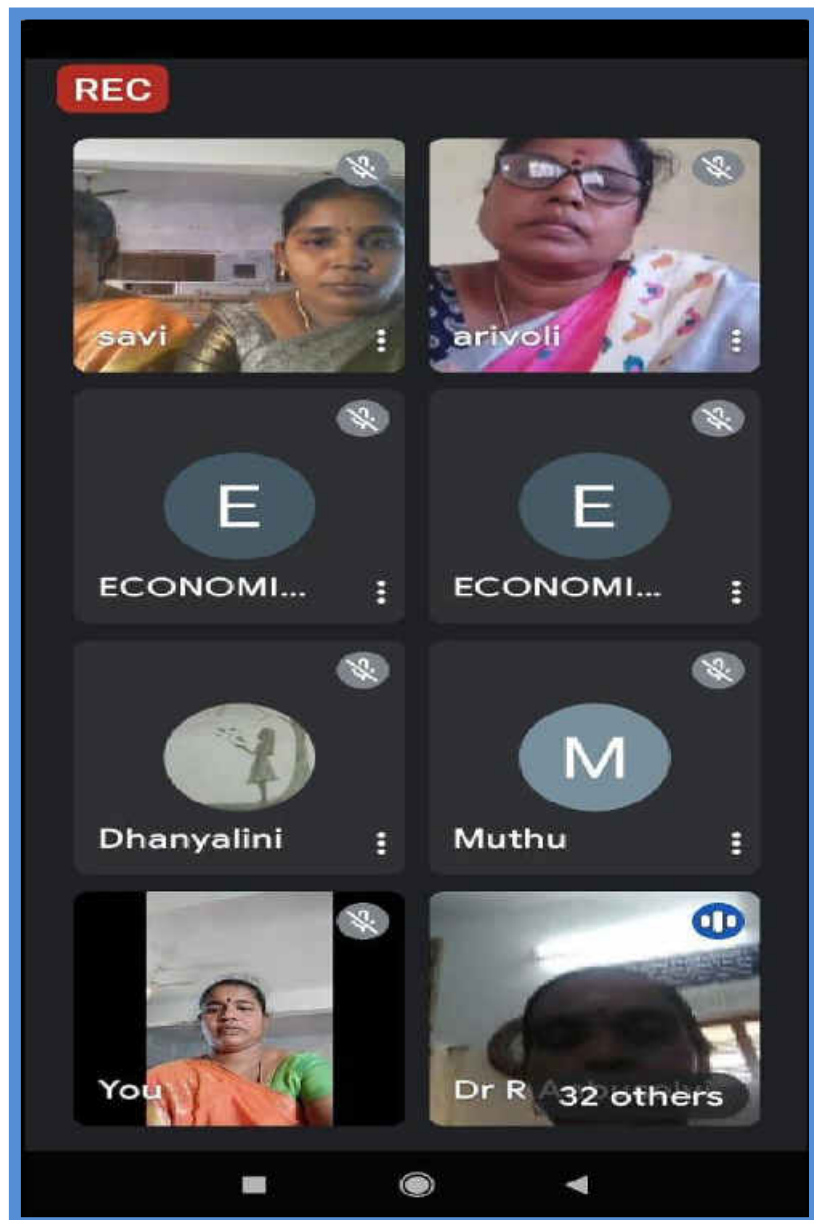 REC
savi
arivoli
E
E
ECONOMI...
ECONOMI...
Dhanyalini
M
Muthu
You
Dr R
32 others